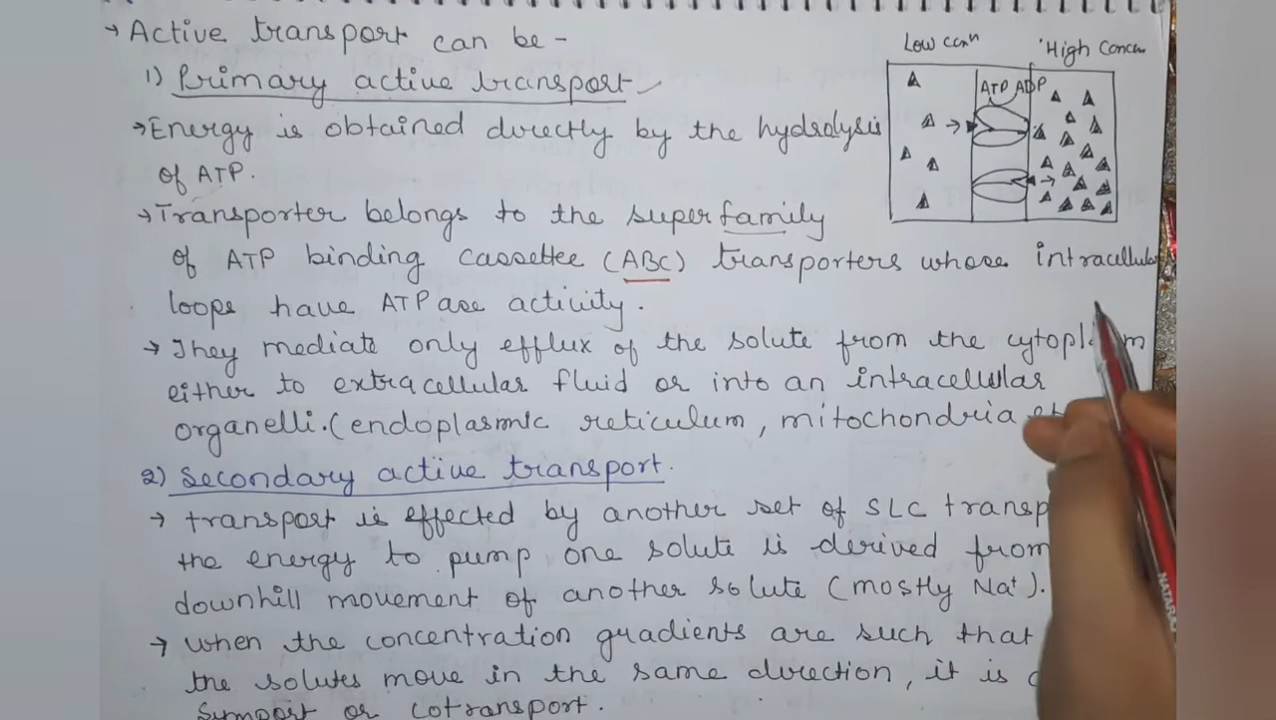 → Active transport can be -
1) Primary active transport
→ Energy is obtained directly by the hydrolysis
of ATP.
→ Transporter belongs to the super family
of ATP binding cassettee (ABC) transporters whose intracellular
loops have ATPase activity.
→ They mediate only efflux of the solute from the cytoplasm
either to extracellular fluid or into an intracellular
organelli. (endoplasmic reticulum, mitochondria
2) Secondary active transport.
→ transport is effected by another set of SLC transp
the energy to pump one solute is derived from
downhill movement of another solute (mostly Na+).
→ when the concentration gradients are such that
the solutes move in the same direction, it is
Symport or cotransport.
Low conn
High Concn
ATP ADP
NATARAJ